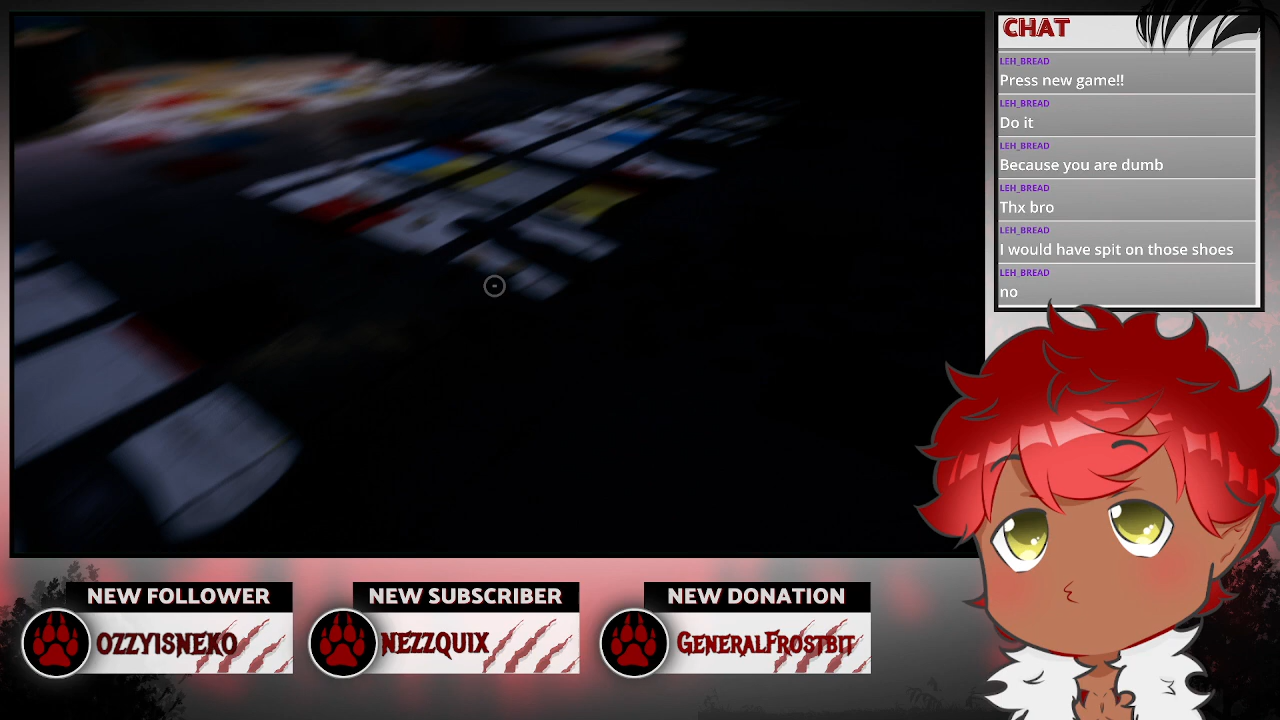 CHAT
LEH_BREAD
Press new game!!
LEH_BREAD
Do it
LEH_BREAD
Because you are dumb
LEH_BREAD
Thx bro
LEH_BREAD
I would have spit on those shoes
LEH_BREAD
no
NEW FOLLOWER
OZZYISNEKO
NEW SUBSCRIBER
NEZZQUIX
NEW DONATION
GENERALFROSTBIT